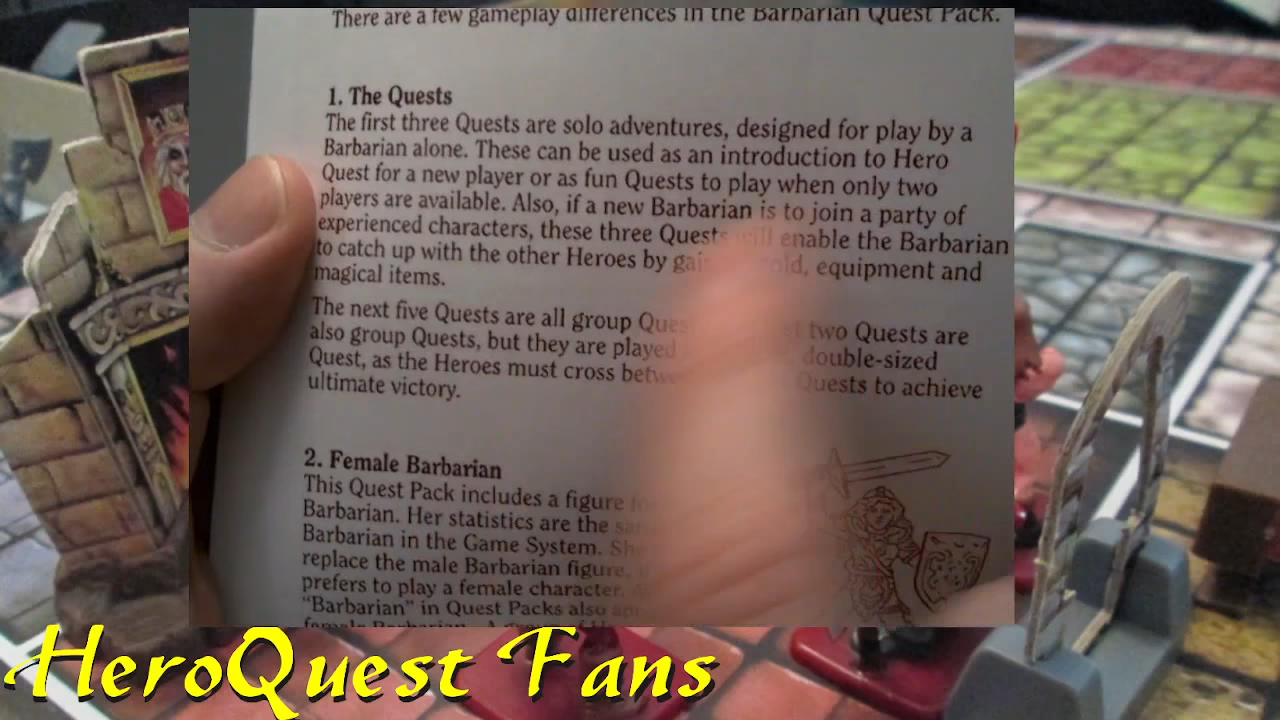 There are a few gameplay differences in the Barbarian Quest Pack.
1. The Quests
The first three Quests are solo adventures, designed for play by a
Barbarian alone. These can be used as an introduction to Hero
Quest for a new player or as fun Quests to play when only two
players are available. Also, if a new Barbarian is to join a party of
experienced characters, these three Quests will enable the Barbarian
to catch up with the other Heroes by equipment and
magical items.
The next five Quests are all group two Quests are
also group Quests, but they are played double-sized
Quest, as the Heroes must cross Quests to achieve
ultimate victory.
2. Female Barbarian
This Quest Pack includes a figure
Barbarian. Her statistics are the
Barbarian in the Game System.
replace the male Barbarian figure,
prefers to play a female character.
"Barbarian" in Quest Packs also
HeroQuest Fans